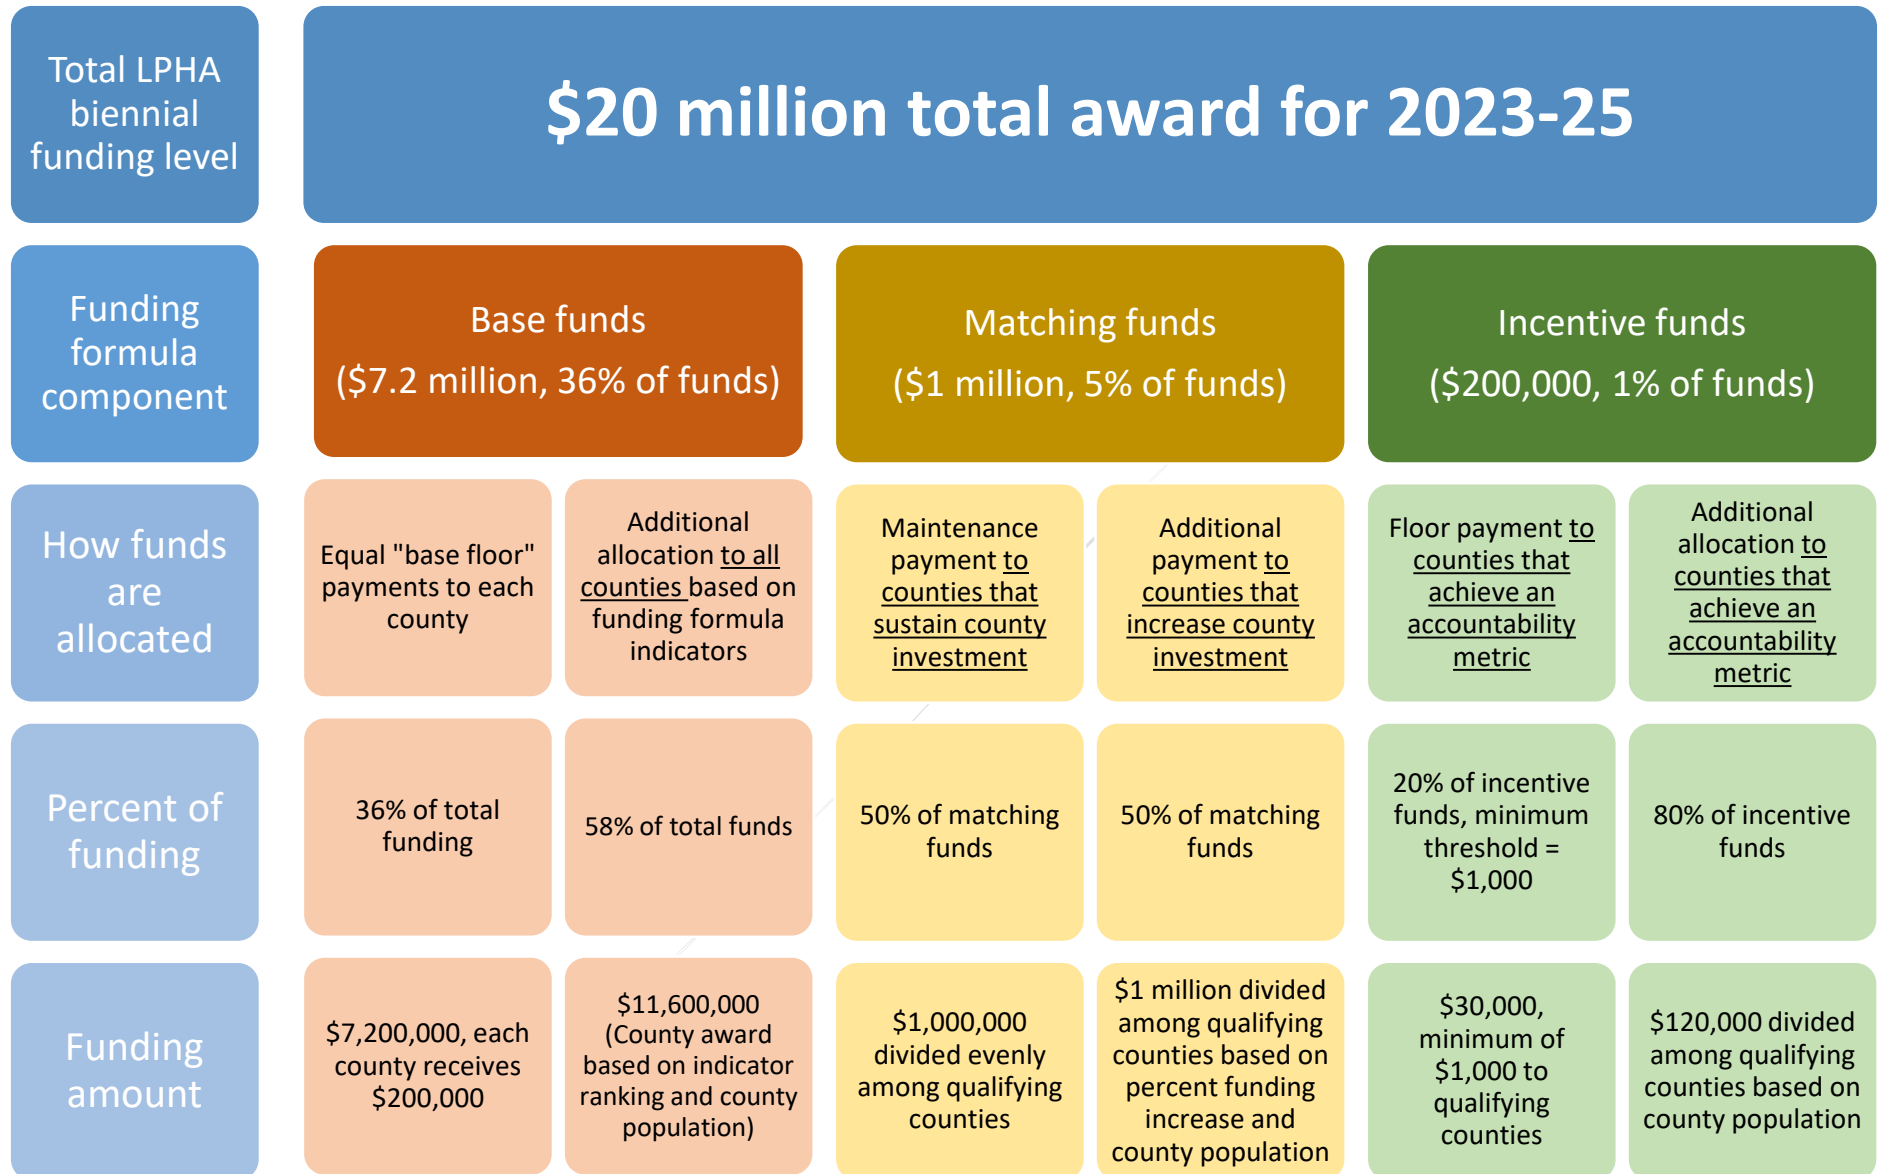 Total LPHA
biennial
funding level
$20 million total award for 2023-25
Funding
formula
component
Base funds
($7.2 million, 36% of funds)
Matching funds
($1 million, 5% of funds)
Incentive funds
($200,000, 1% of funds)
How funds
are
allocated
Equal "base floor"
payments to each
county
Additional
allocation to all
counties based on
funding formula
indicators
Maintenance
payment to
counties that
sustain county
investment
Additional
payment to
counties that
increase county
investment
Floor payment to
counties that
achieve an
accountability
metric
Additional
allocation to
counties that
achieve an
accountability
metric
Percent of
funding
36% of total
funding
58% of total funds
50% of matching
funds
50% of matching
funds
20% of incentive
funds, minimum
threshold =
$1,000
80% of incentive
funds
Funding
amount
$7,200,000, each
county receives
$200,000
$11,600,000
(County award
based on indicator
ranking and county
population)
$1,000,000
divided evenly
among qualifying
counties
$1 million divided
among qualifying
counties based on
percent funding
increase and
county population
$30,000,
minimum of
$1,000 to
qualifying
counties
$120,000 divided
among qualifying
counties based on
county population